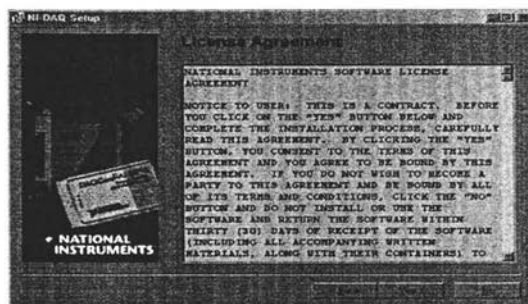 NI-DAQ Setup
License Agreement
NATIONAL INSTRUMENTS SOFTWARE LICENSE
AGREEMENT
NOTICE TO USER: THIS IS A CONTRACT. BEFORE
YOU CLICK ON THE "YES" BUTTON BELOW AND
COMPLETE THE INSTALLATION PROCESS, CAREFULLY
READ THIS AGREEMENT. BY CLICKING THE "YES"
BUTTON, YOU CONSENT TO THE TERMS OF THIS
AGREEMENT AND YOU AGREE TO BE BOUND BY THIS
AGREEMENT. IF YOU DO NOT WISH TO BECOME A
PARTY TO THIS AGREEMENT AND BE BOUND BY ALL
OF ITS TERMS AND CONDITIONS, CLICK THE "NO"
BUTTON AND DO NOT INSTALL OR USE THE
SOFTWARE AND RETURN THE SOFTWARE WITHIN
THIRTY (30) DAYS OF RECEIPT OF THE SOFTWARE
(INCLUDING ALL ACCOMPANYING WRITTEN
MATERIALS, ALONG WITH THEIR CONTAINERS) TO
NATIONAL
INSTRUMENTS